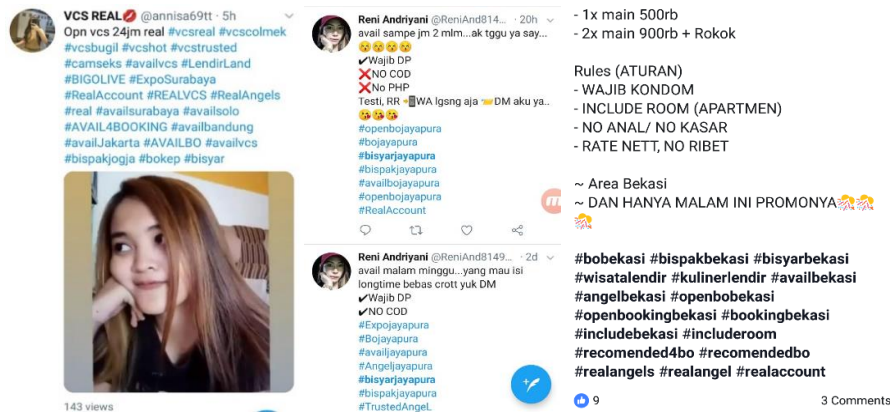 VCS REAL💋 @annisa69tt · 5h
Opn vcs 24jm real #vcsreal #vcscolmek
#vcsbugil #vcshot #vcstrusted
#camseks #availvcs #LendirLand
#BIGOLIVE #ExpoSurabaya
#RealAccount #REALVCS #RealAngels
#real #availsurabaya #availsolo
#AVAIL4BOOKING #availbandung
#availJakarta #AVAILBO #availvcs
#bispakjogja #bokep #bisyar
143 views
Reni Andriyani @ReniAnd814... · 20h
avail sampe jm 2 mlm...ak tggu ya say...
😚😚😚😚
✔Wajib DP
❌NO COD
❌No PHP
Testi, RR 📲WA lgsng aja 🤜DM aku ya..
😘😘😘
#openbojayapura
#bojayapura
#bisyarjayapura
#bispakjayapura
#availbojayapura
#openbojayapura
#RealAccount
Reni Andriyani @ReniAnd8149... · 2d
avail malam minggu...yang mau isi
longtime bebas crott yuk DM
✔Wajib DP
✔NO COD
#Expojayapura
#Bojayapura
#availjayapura
#Angeljayapura
#bisyarjayapura
#bispakjayapura
#TrustedAngeL
- 1x main 500rb
- 2x main 900rb + Rokok
Rules (ATURAN)
- WAJIB KONDOM
- INCLUDE ROOM (APARTMEN)
- NO ANAL/ NO KASAR
- RATE NETT, NO RIBET
~ Area Bekasi
~ DAN HANYA MALAM INI PROMONYA🎊🎊
🎊
#bobekasi #bispakbekasi #bisyarbekasi
#wisatalendir #kulinerlendir #availbekasi
#angelbekasi #openbobekasi
#openbookingbekasi #bookingbekasi
#includebekasi #includeroom
#recomended4bo #recomendedbo
#realangels #realangel #realaccount
9
3 Comments